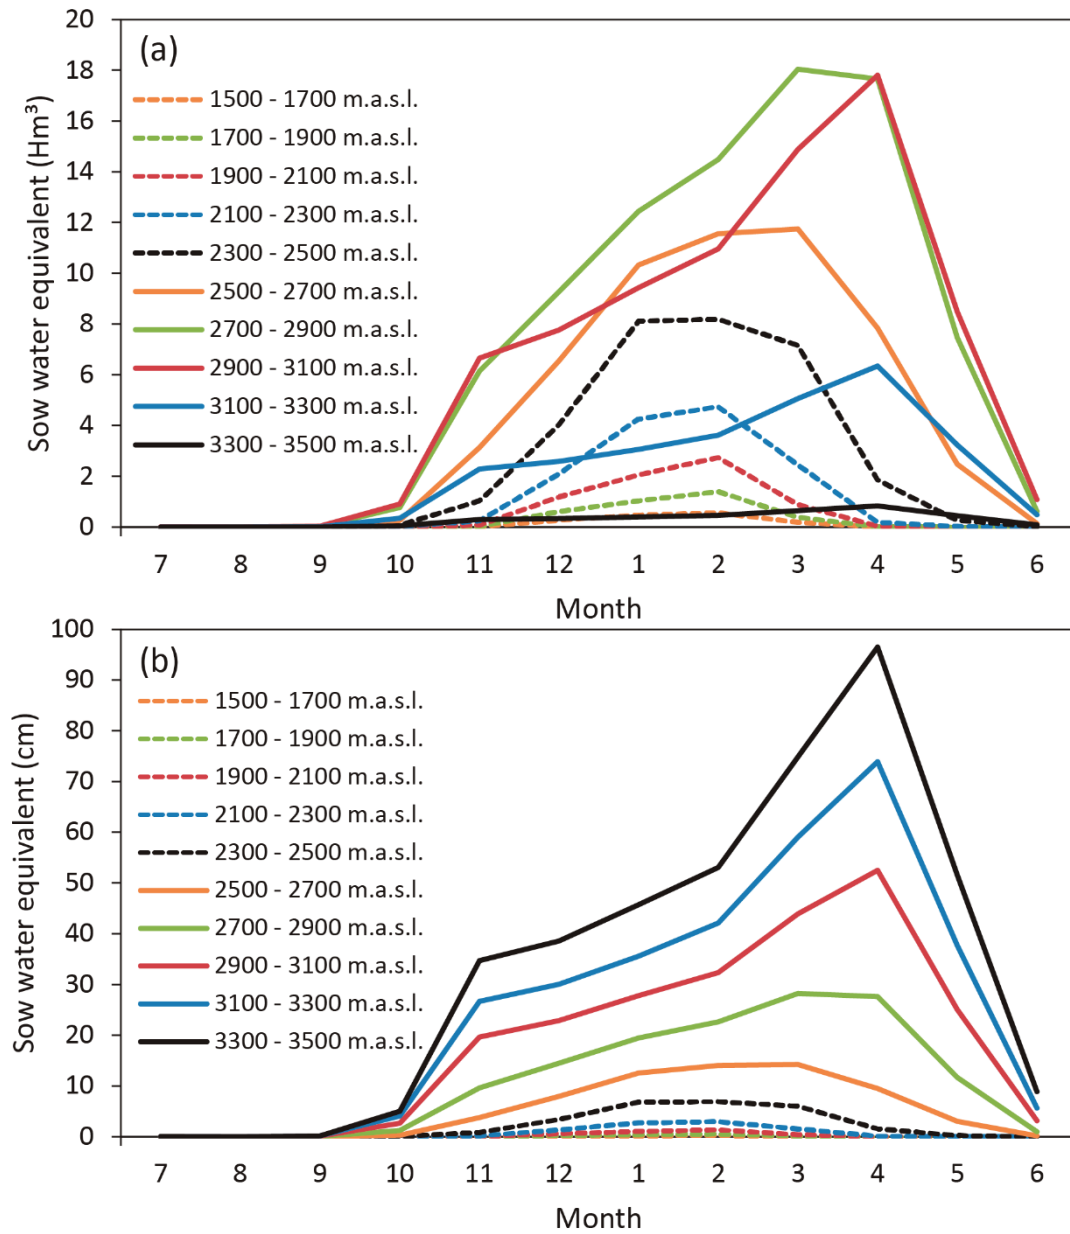 (a)
Sow water equivalent (Hm³)
20
18
16
14
12
10
8
6
4
2
0
1500 - 1700 m.a.s.l.
1700 - 1900 m.a.s.l.
1900 - 2100 m.a.s.l.
2100 - 2300 m.a.s.l.
2300 - 2500 m.a.s.l.
2500 - 2700 m.a.s.l.
2700 - 2900 m.a.s.l.
2900 - 3100 m.a.s.l.
3100 - 3300 m.a.s.l.
3300 - 3500 m.a.s.l.
7 8 9 10 11 12 1 2 3 4 5 6
Month
(b)
Sow water equivalent (cm)
100
90
80
70
60
50
40
30
20
10
0
1500 - 1700 m.a.s.l.
1700 - 1900 m.a.s.l.
1900 - 2100 m.a.s.l.
2100 - 2300 m.a.s.l.
2300 - 2500 m.a.s.l.
2500 - 2700 m.a.s.l.
2700 - 2900 m.a.s.l.
2900 - 3100 m.a.s.l.
3100 - 3300 m.a.s.l.
3300 - 3500 m.a.s.l.
7 8 9 10 11 12 1 2 3 4 5 6
Month